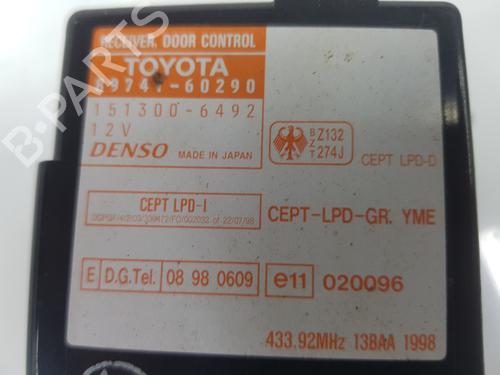 RECEIVER, DOOR CONTROL
TOYOTA
89741-60290
151300-6492
12V
DENSO MADE IN JAPAN
BZT
Z132
274J
CEPT LPD-D
CEPT LPD-I
CEPT-LPD-GR. YME
E D.G.Tel. 08 98 0609 e11 020096
433.92MHz 13BAA 1998
B-PARTS